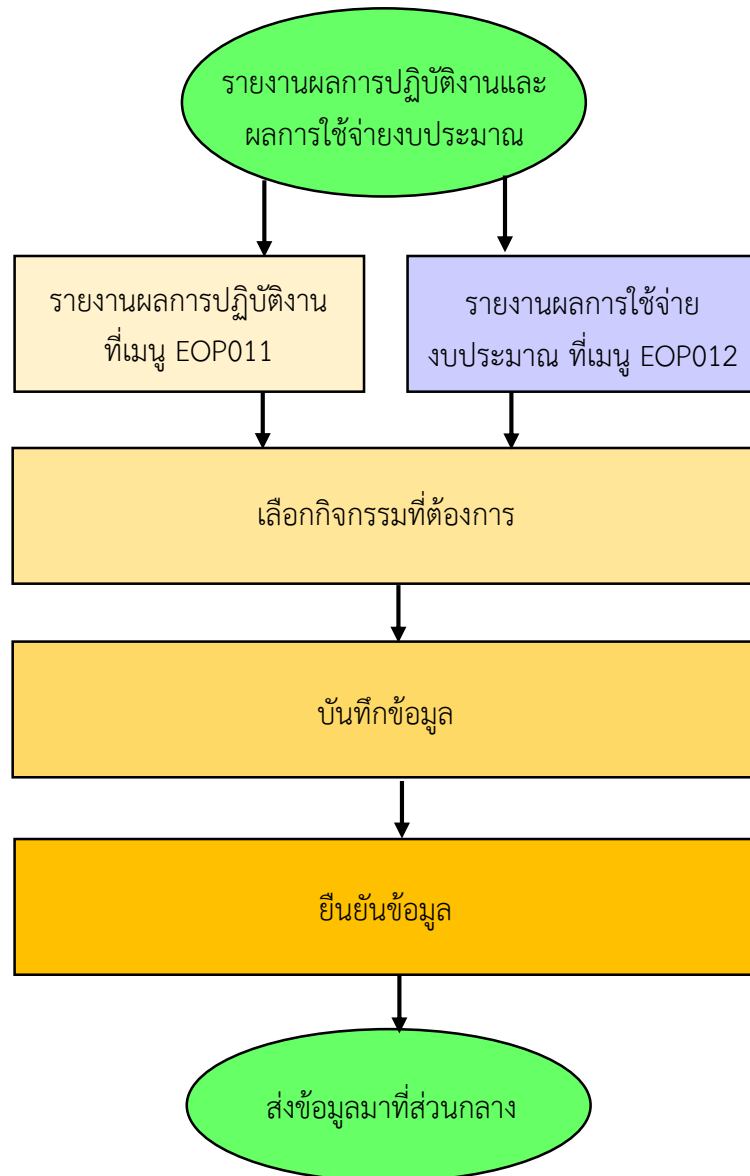 รายงานผลการปฏิบัติงานและ
ผลการใช้จ่ายงบประมาณ
รายงานผลการปฏิบัติงาน
ที่เมนู EOP011
รายงานผลการใช้จ่าย
งบประมาณ ที่เมนู EOP012
เลือกกิจกรรมที่ต้องการ
บันทึกข้อมูล
ยืนยันข้อมูล
ส่งข้อมูลมาที่ส่วนกลาง